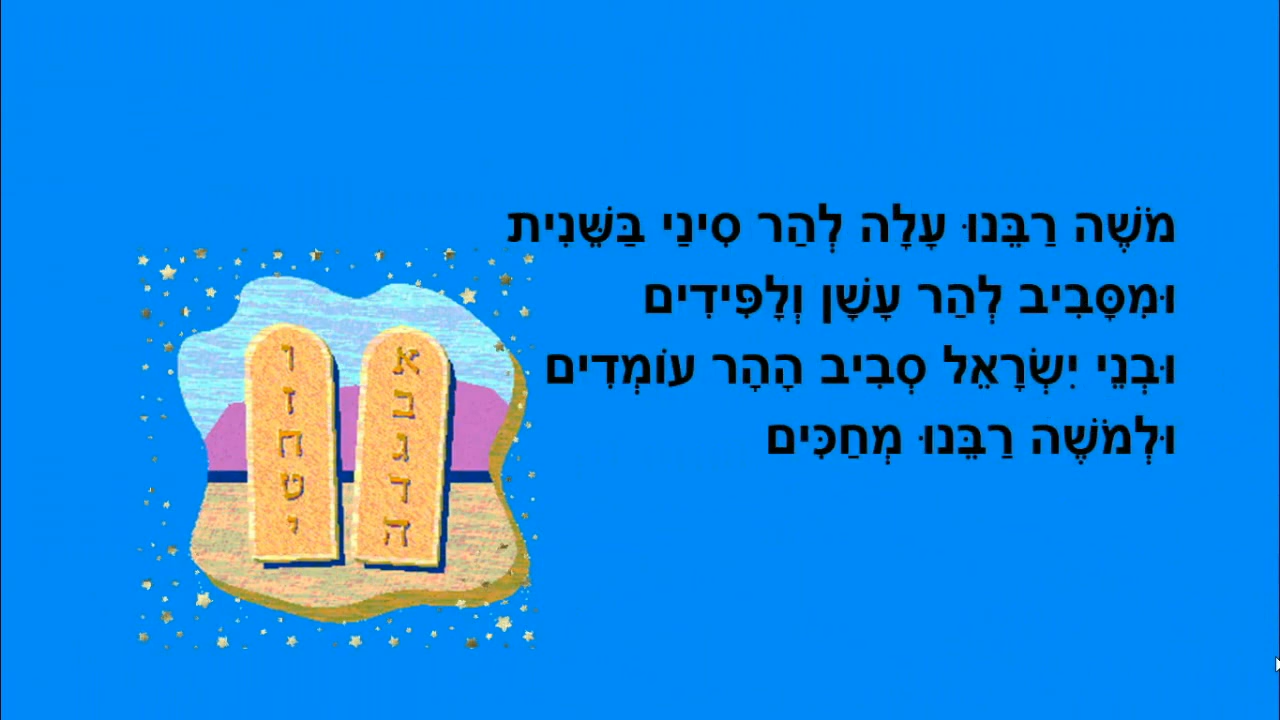 מֹשֶׁה רַבֵּנוּ עָלָה לְהַר סִינַי בַּשֵּׁנִית
וּמִסָּבִיב לְהַר עָשָׁן וְלָפִּידִים
וּבְנֵי יִשְׂרָאֵל סְבִיב הָהָר עוֹמְדִים
וּלְמֹשֶׁה רַבֵּנוּ מְחַכִּים
א
ב
ג
ד
ה
ו
ז
ח
ט
י